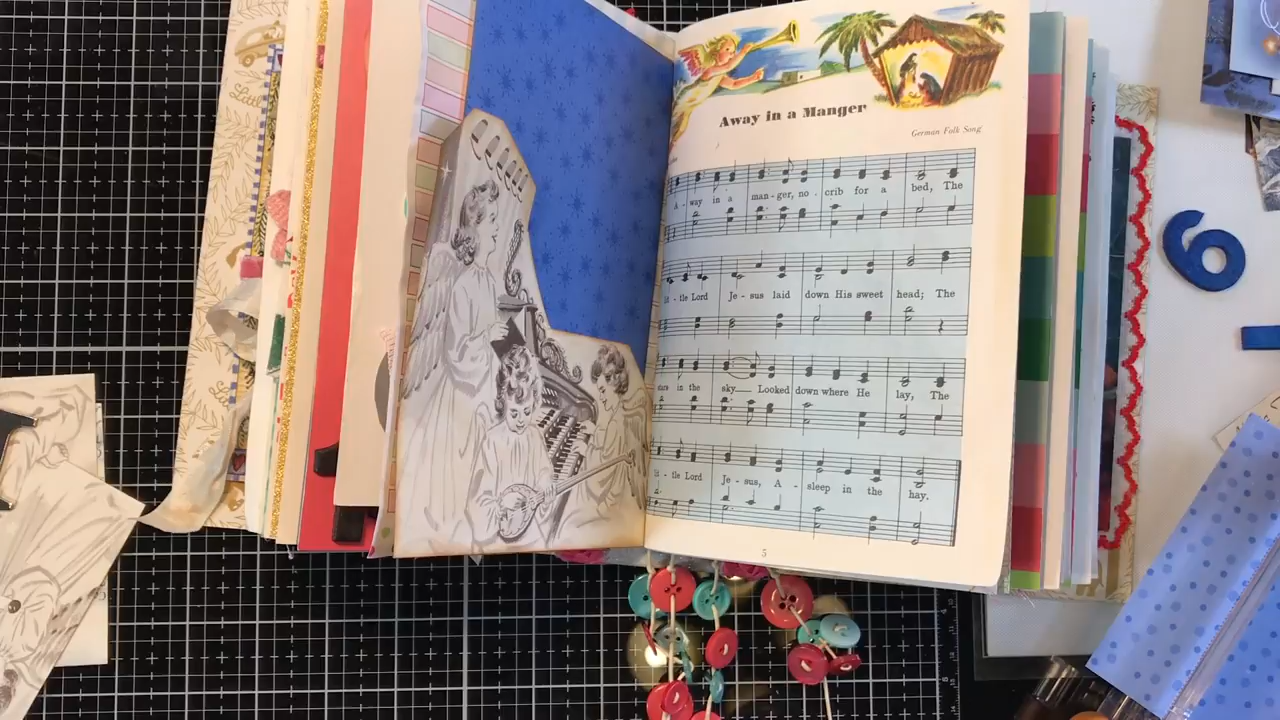 Away in a Manger
German Folk Song
A - way in a man - ger, no crib for a bed, The
lit - tle Lord Je - sus laid down His sweet head; The
stars in the sky Looked down where He lay, The
lit - tle Lord Je - sus, A - sleep in the hay.
5
Little
6